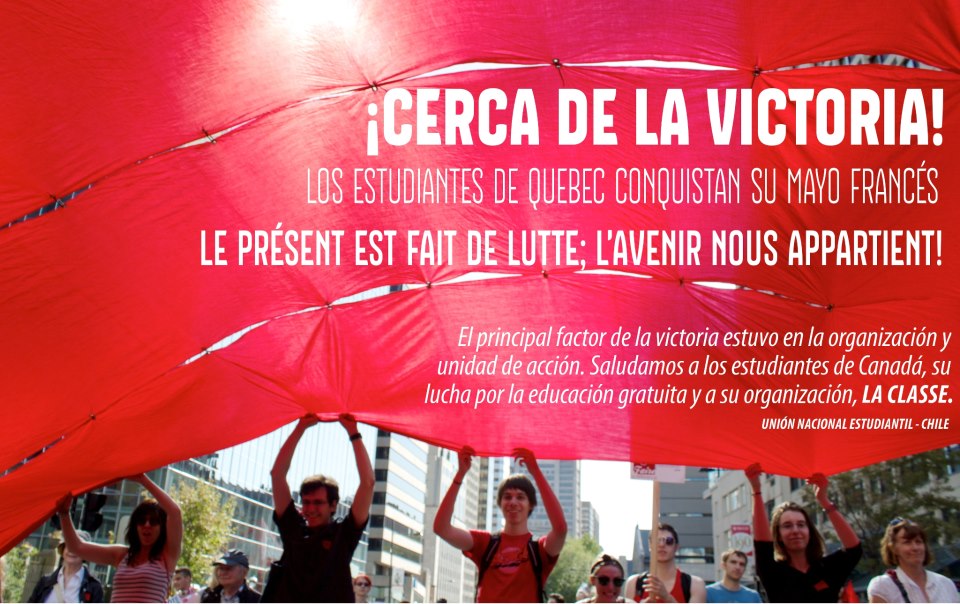 ¡CERCA DE LA VICTORIA!
LOS ESTUDIANTES DE QUEBEC CONQUISTAN SU MAYO FRANCÉS
LE PRÉSENT EST FAIT DE LUTTE; L'AVENIR NOUS APPARTIENT!
El principal factor de la victoria estuvo en la organización y
unidad de acción. Saludamos a los estudiantes de Canadá, su
lucha por la educación gratuita y a su organización, LA CLASSE.
UNIÓN NACIONAL ESTUDIANTIL - CHILE